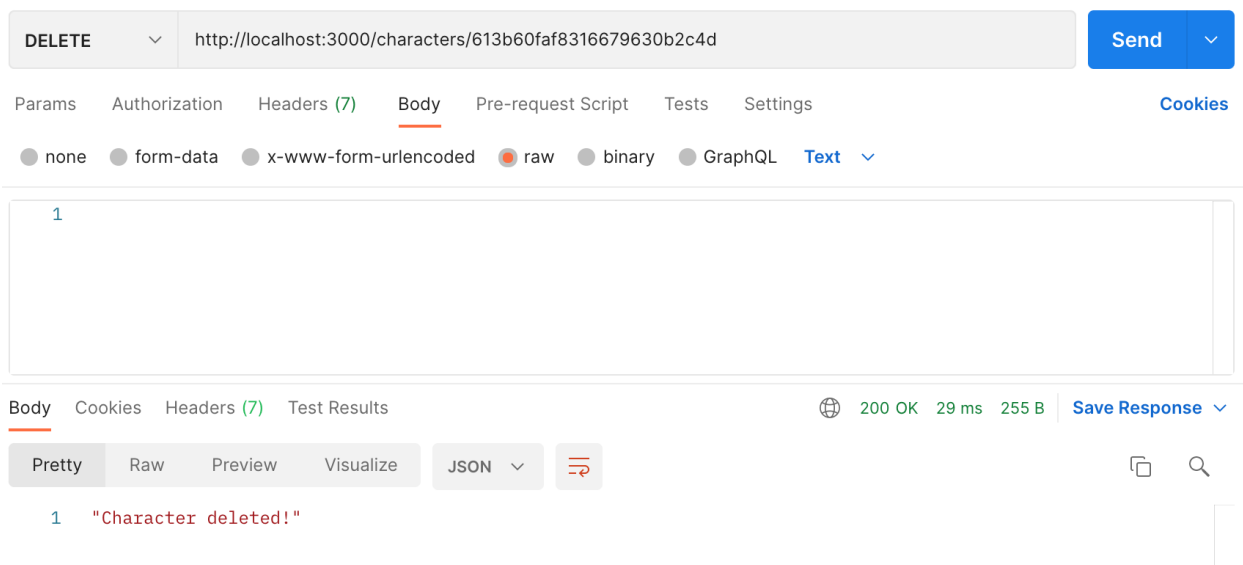 DELETE http://localhost:3000/characters/613b60faf8316679630b2c4d Send
Params Authorization Headers (7) Body Pre-request Script Tests Settings Cookies
none form-data x-www-form-urlencoded raw binary GraphQL Text
1
Body Cookies Headers (7) Test Results 200 OK 29 ms 255 B Save Response
Pretty Raw Preview Visualize JSON
1 "Character deleted!"